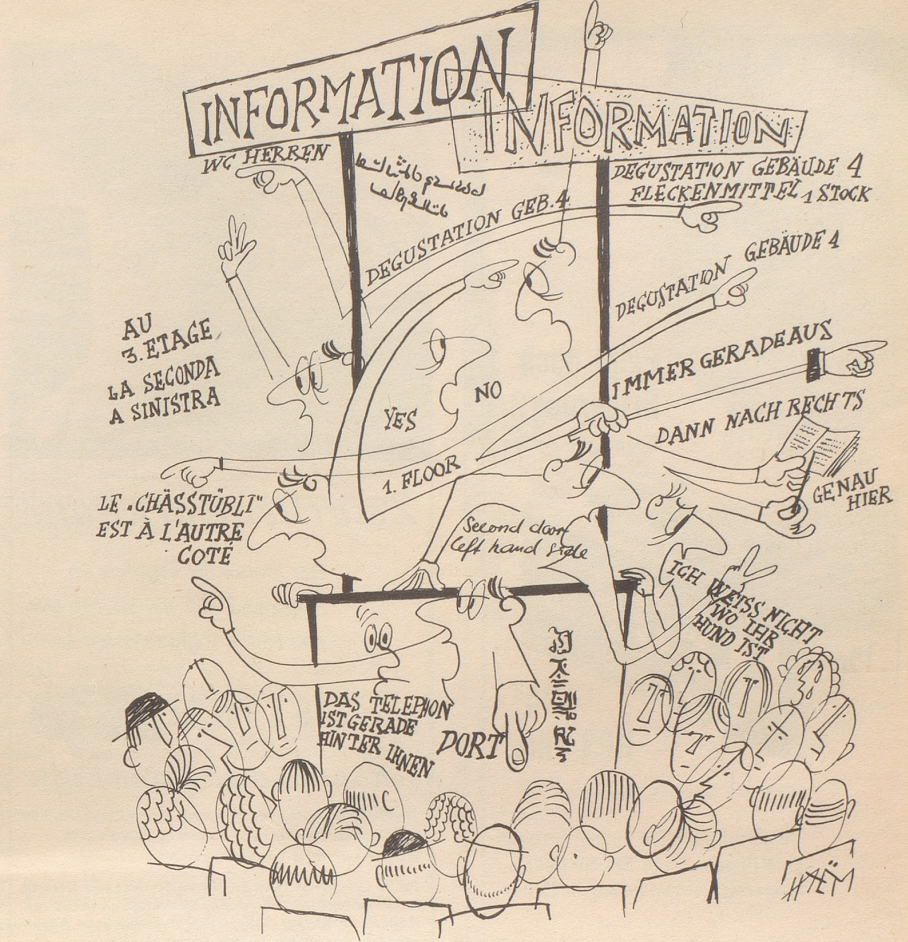 INFORMATION
INFORMATION
WC HERREN
DEGUSTATION GEBÄUDE 4
FLECKENMITTEL 1 STOCK
DEGUSTATION GEB. 4
DEGUSTATION GEBÄUDE 4
AU
3. ETAGE
LA SECONDA
A SINISTRA
YES
NO
IMMER GERADEAUS
DANN NACH RECHTS
1. FLOOR
GENAU
HIER
LE „CHÄSSTÜBLI"
EST À L'AUTRE
COTÉ
Second door
left hand side
ICH WEISS NICHT
WO IHR
HUND IST
DAS TELEPHON
IST GERADE
HINTER IHNEN
DORT